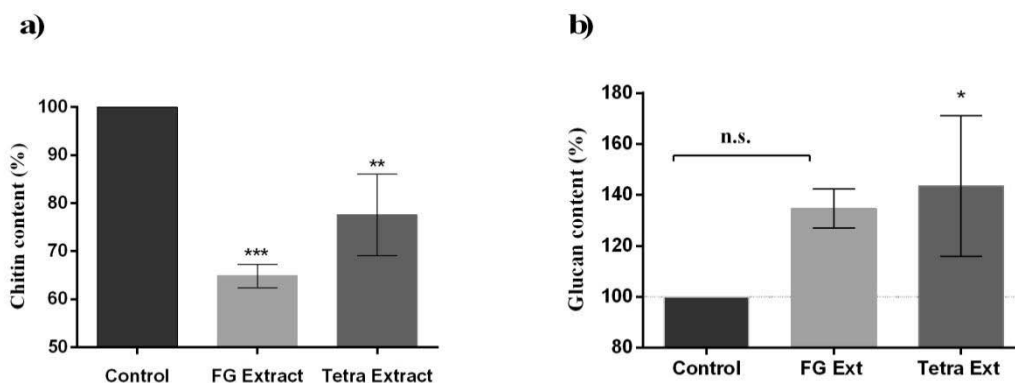 a)
Chitin content (%)
100
90
80
70
60
50
***
**
Control FG Extract Tetra Extract
b)
Glucan content (%)
180
160
140
120
100
80
n.s.
*
Control FG Ext Tetra Ext